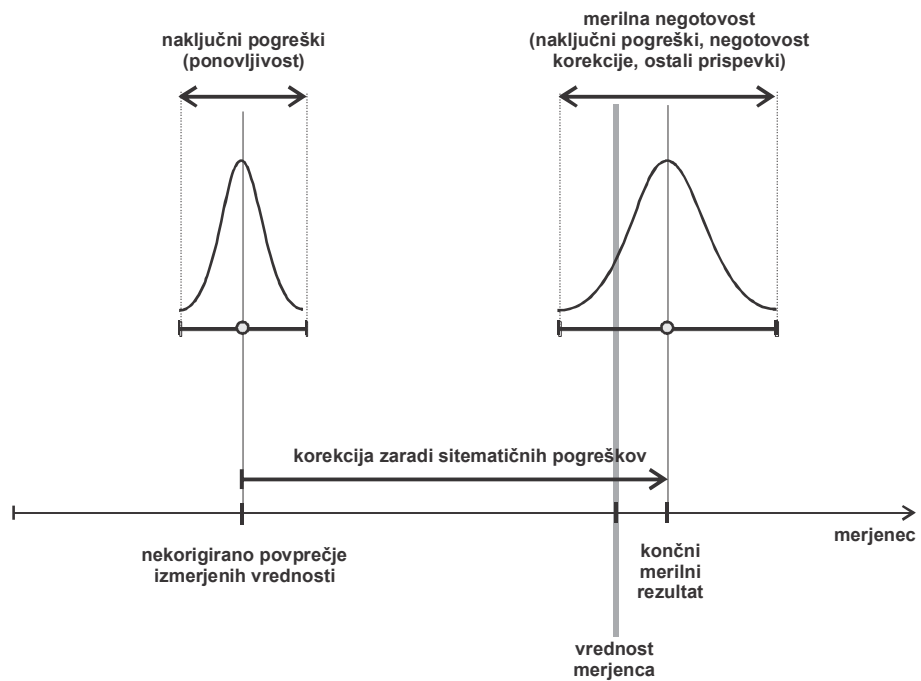 naključni pogreški
(ponovljivost)
merilna negotovost
(naključni pogreški, negotovost
korekcije, ostali prispevki)
korekcija zaradi sitematičnih pogreškov
merjenec
nekorigirano povprečje
izmerjenih vrednosti
končni
merilni
rezultat
vrednost
merjenca